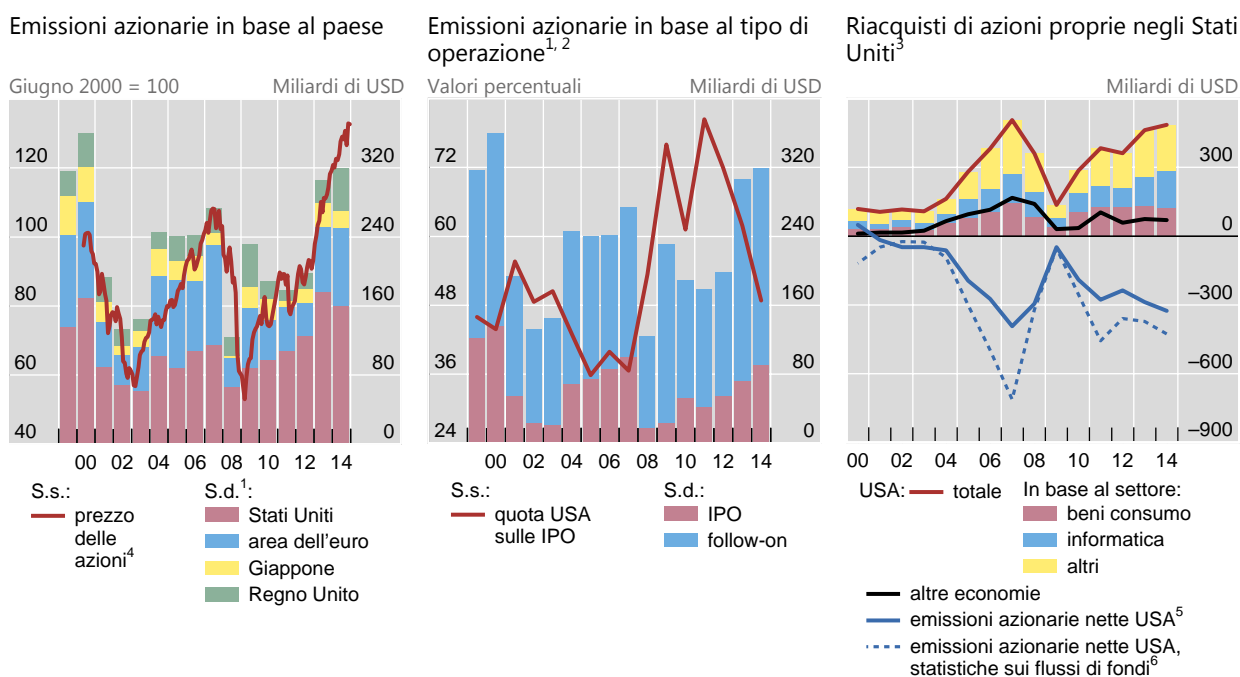 Emissioni azionarie in base al paese
Giugno 2000 = 100
Miliardi di USD
120
100
80
60
40
320
240
160
80
0
00 02 04 06 08 10 12 14
S.s.:
prezzo
delle
azioni4
S.d.1:
Stati Uniti
area dell'euro
Giappone
Regno Unito
Emissioni azionarie in base al tipo di
operazione1, 2
Valori percentuali
Miliardi di USD
72
60
48
36
24
320
240
160
80
0
00 02 04 06 08 10 12 14
S.s.:
quota USA
sulle IPO
S.d.:
IPO
follow-on
Riacquisti di azioni proprie negli Stati
Uniti3
Miliardi di USD
300
0
–300
–600
–900
00 02 04 06 08 10 12 14
USA: totale
In base al settore:
beni consumo
informatica
altri
altre economie
emissioni azionarie nette USA5
emissioni azionarie nette USA,
statistiche sui flussi di fondi6